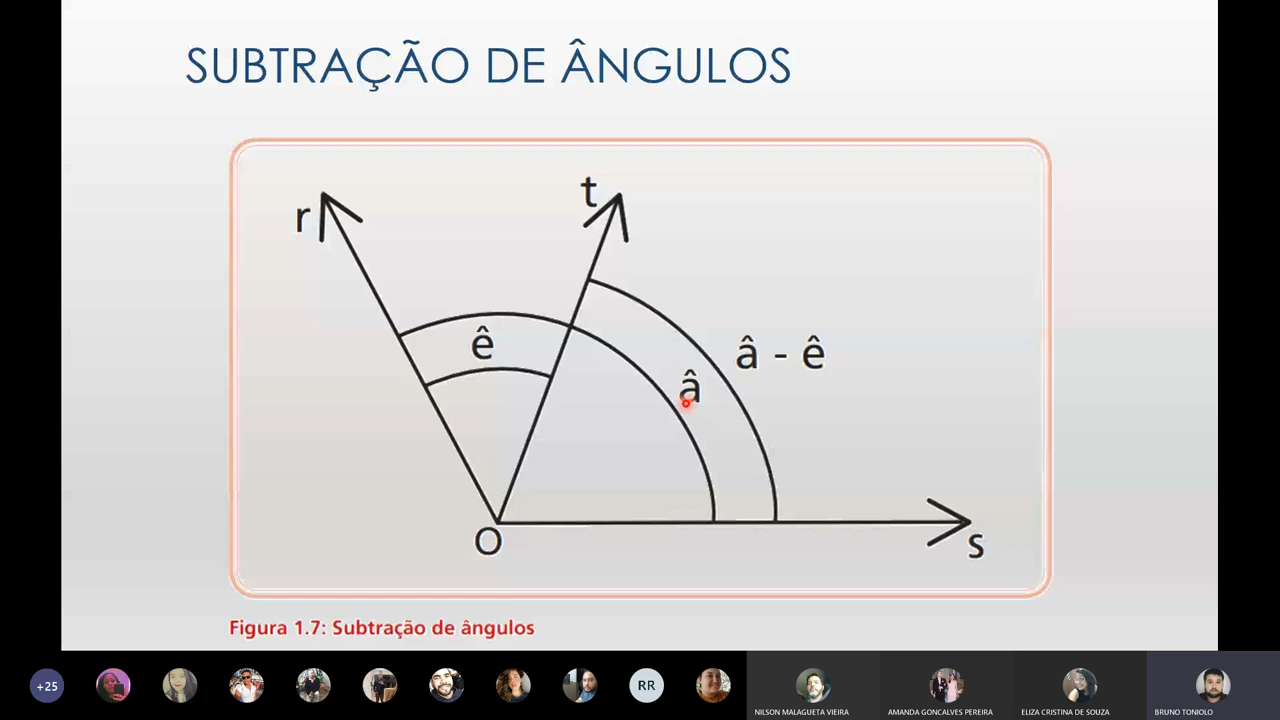 SUBTRAÇÃO DE ÂNGULOS
r
t
ê
â
â - ê
O
s
Figura 1.7: Subtração de ângulos
+25
RR
NILSON MALAGUETA VIEIRA
AMANDA GONCALVES PEREIRA
ELIZA CRISTINA DE SOUZA
BRUNO TONIOLO